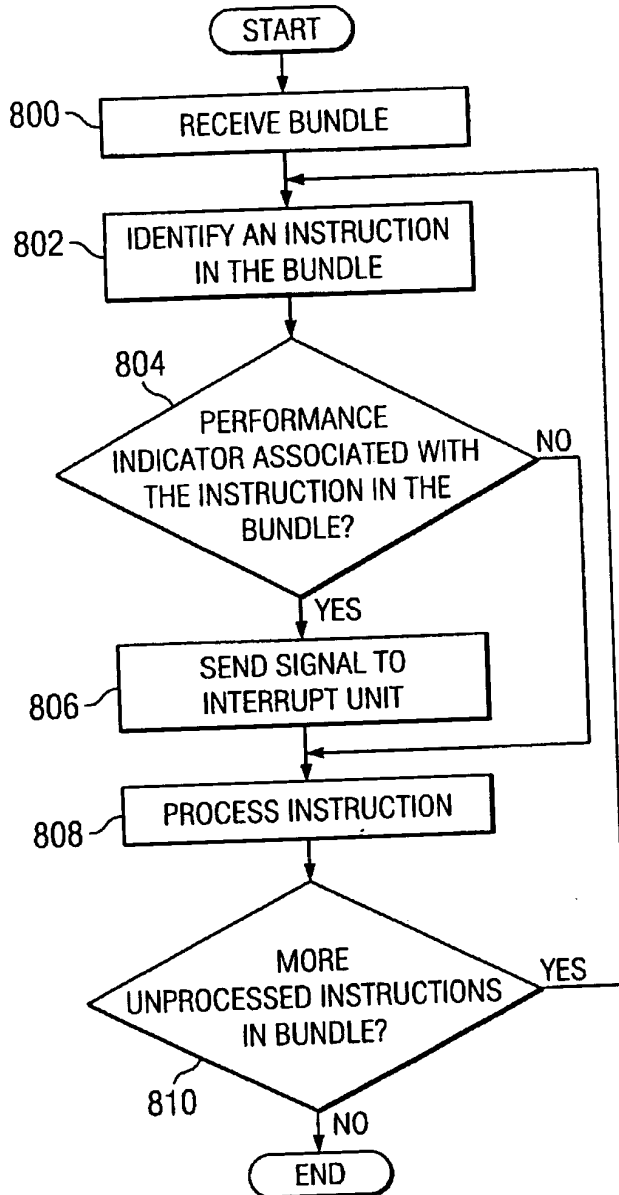 START
800
RECEIVE BUNDLE
802
IDENTIFY AN INSTRUCTION
IN THE BUNDLE
804
PERFORMANCE
INDICATOR ASSOCIATED WITH
THE INSTRUCTION IN THE
BUNDLE?
NO
YES
806
SEND SIGNAL TO
INTERRUPT UNIT
808
PROCESS INSTRUCTION
MORE
UNPROCESSED INSTRUCTIONS
IN BUNDLE?
YES
810
NO
END